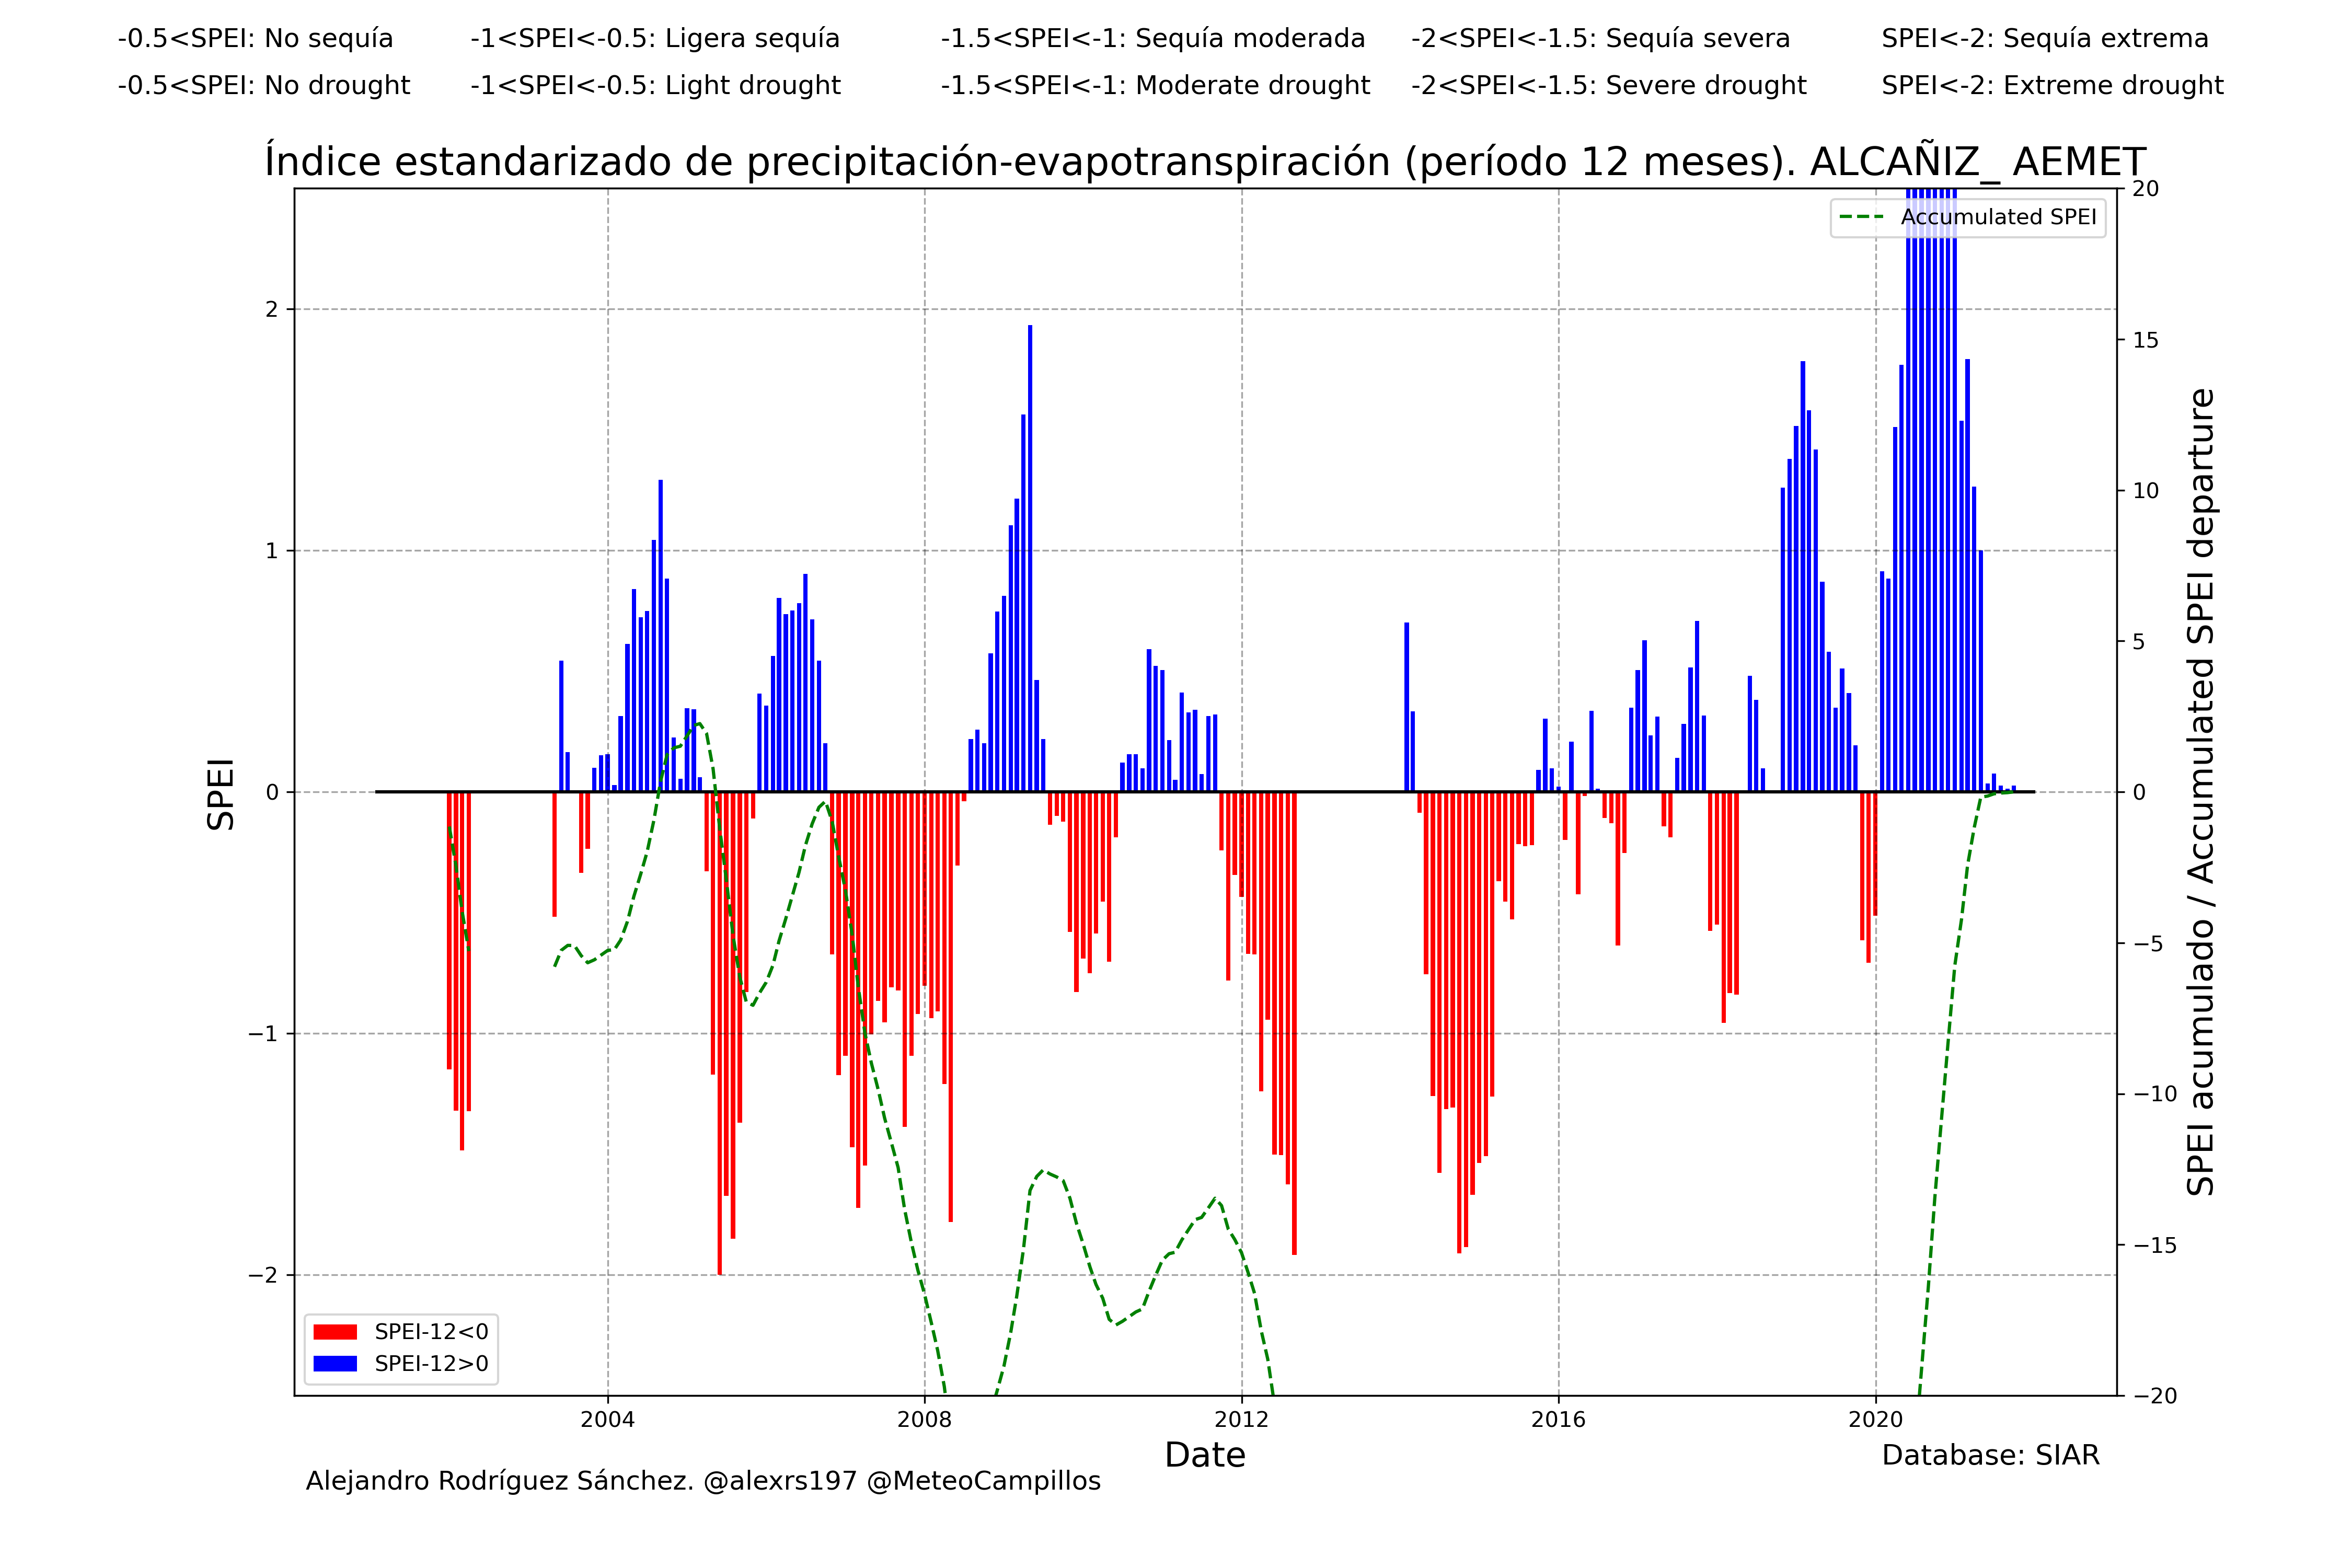 -0.5<SPEI: No sequía -1<SPEI<-0.5: Ligera sequía -1.5<SPEI<-1: Sequía moderada -2<SPEI<-1.5: Sequía severa SPEI<-2: Sequía extrema
-0.5<SPEI: No drought -1<SPEI<-0.5: Light drought -1.5<SPEI<-1: Moderate drought -2<SPEI<-1.5: Severe drought SPEI<-2: Extreme drought
Índice estandarizado de precipitación-evapotranspiración (período 12 meses). ALCAÑIZ_ AEMET
Accumulated SPEI
SPEI
2
1
0
−1
−2
20
15
10
5
0
−5
−10
−15
−20
SPEI acumulado / Accumulated SPEI departure
SPEI-12<0
SPEI-12>0
2004 2008 2012 2016 2020
Date
Database: SIAR
Alejandro Rodríguez Sánchez. @alexrs197 @MeteoCampillos